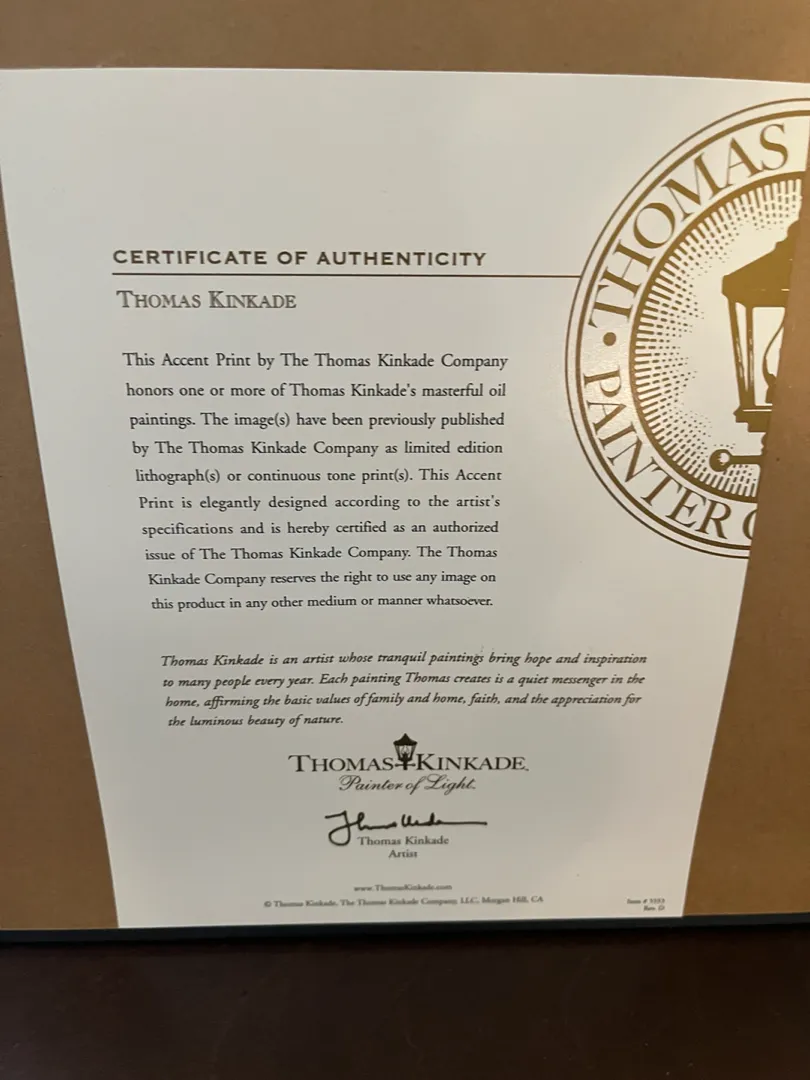 THOMAS
PAINTER
CERTIFICATE OF AUTHENTICITY
THOMAS KINKADE
This Accent Print by The Thomas Kinkade Company
honors one or more of Thomas Kinkade's masterful oil
paintings. The image(s) have been previously published
by The Thomas Kinkade Company as limited edition
lithograph(s) or continuous tone print(s). This Accent
Print is elegantly designed according to the artist's
specifications and is hereby certified as an authorized
issue of The Thomas Kinkade Company. The Thomas
Kinkade Company reserves the right to use any image on
this product in any other medium or manner whatsoever.
Thomas Kinkade is an artist whose tranquil paintings bring hope and inspiration
to many people every year. Each painting Thomas creates is a quiet messenger in the
home, affirming the basic values of family and home, faith, and the appreciation for
the luminous beauty of nature.
THOMAS KINKADE
Painter of Light
Thomas Kinkade
Artist
www.ThomasKinkade.com
© Thomas Kinkade, The Thomas Kinkade Company, LLC, Morgan Hill, CA
Item #
Rev. D